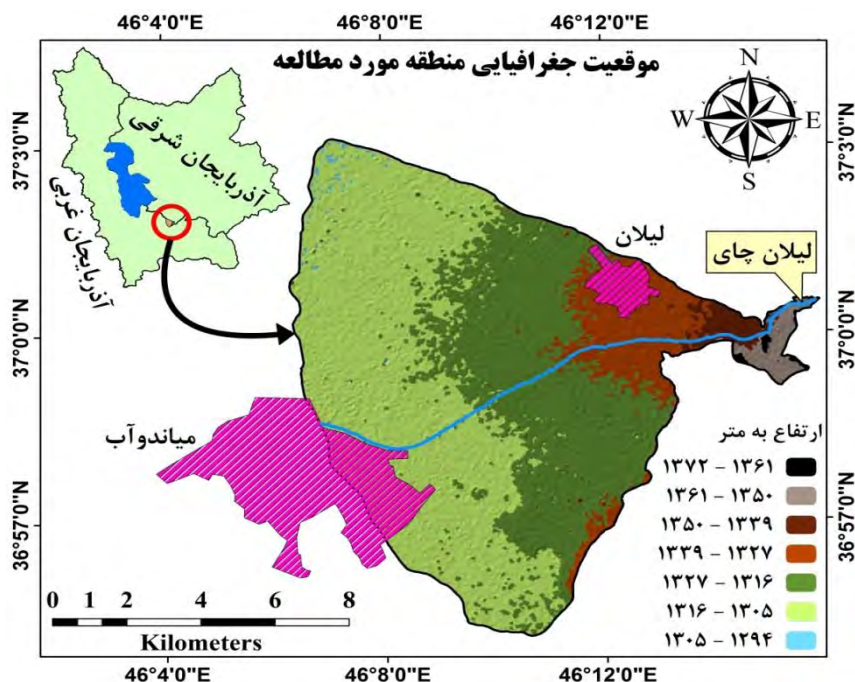 46°4'0"E 46°8'0"E 46°12'0"E
موقعیت جغرافیایی منطقه مورد مطالعه
N
W E
S
آذربایجان شرقی
آذربایجان غربی
37°3'0"N 37°3'0"N
لیلان
لیلان چای
37°0'0"N 37°0'0"N
میاندوآب
36°57'0"N 36°57'0"N
ارتفاع به متر
۱۳۷۲ - ۱۳۶۱
۱۳۶۱ - ۱۳۵۰
۱۳۵۰ - ۱۳۳۹
۱۳۳۹ - ۱۳۲۷
۱۳۲۷ - ۱۳۱۶
۱۳۱۶ - ۱۳۰۵
۱۳۰۵ - ۱۲۹۴
0 1 2 4 6 8
Kilometers
46°4'0"E 46°8'0"E 46°12'0"E